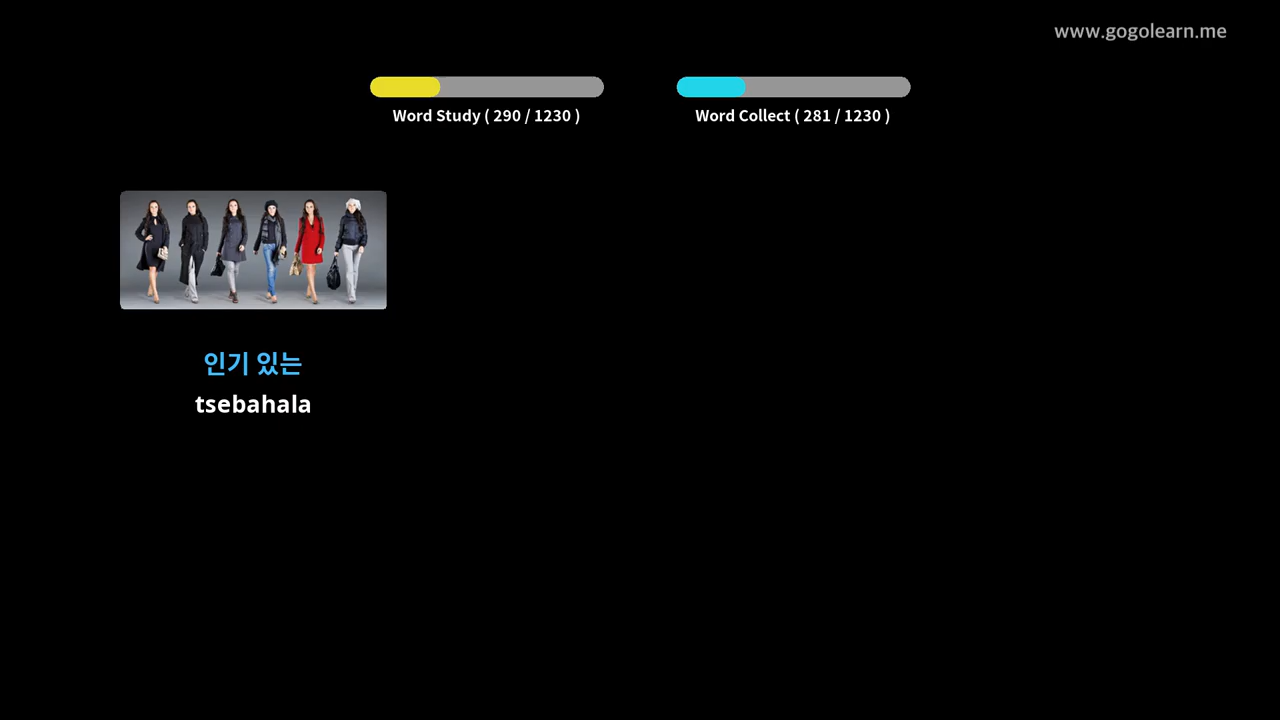 www.gogolearn.me
Word Study ( 290 / 1230 )
Word Collect ( 281 / 1230 )
인기 있는
tsebahala